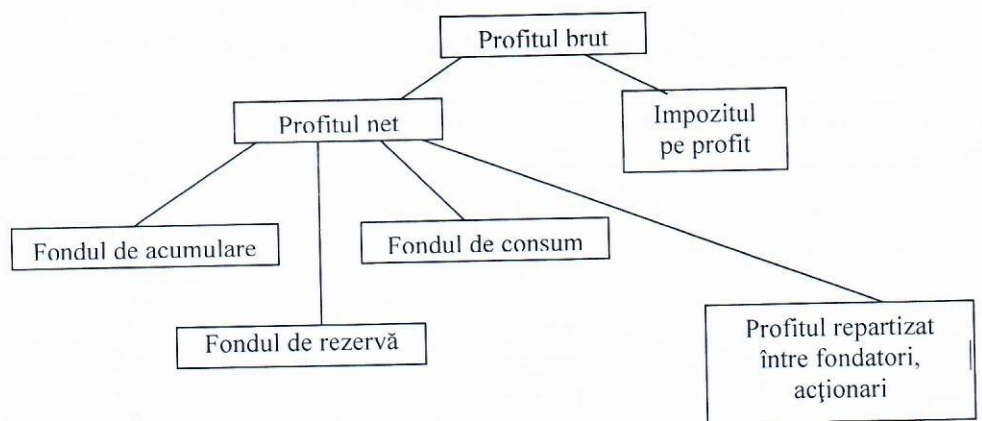 Profitul brut
Profitul net
Impozitul
pe profit
Fondul de acumulare
Fondul de consum
Fondul de rezervă
Profitul repartizat
între fondatori,
acţionari